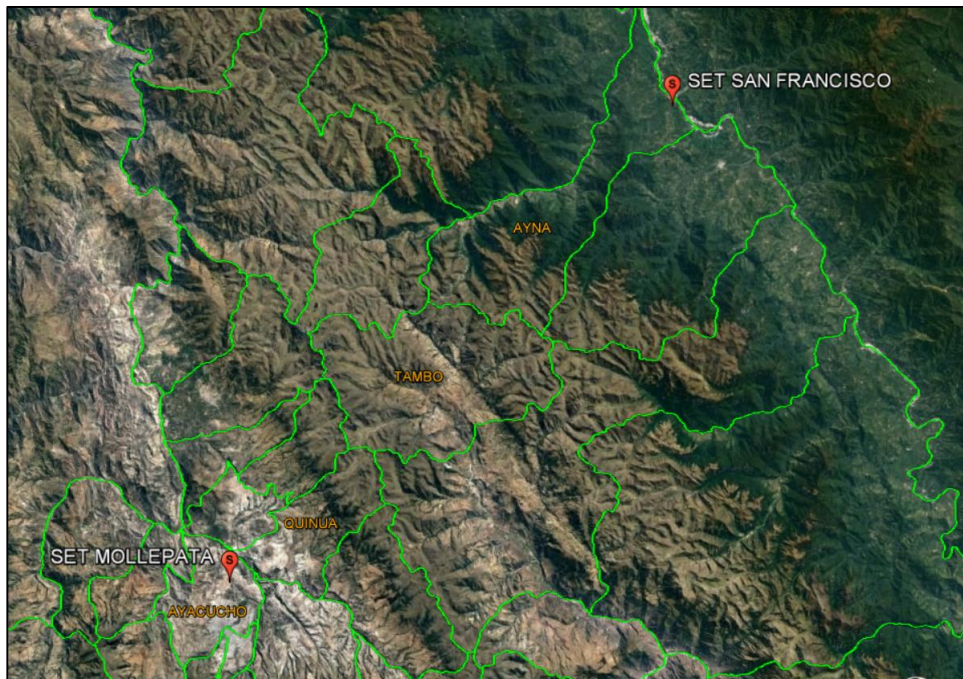 S SET SAN FRANCISCO
AYNA
TAMBO
QUINUA
SET MOLLEPATA S
AYACUCHO